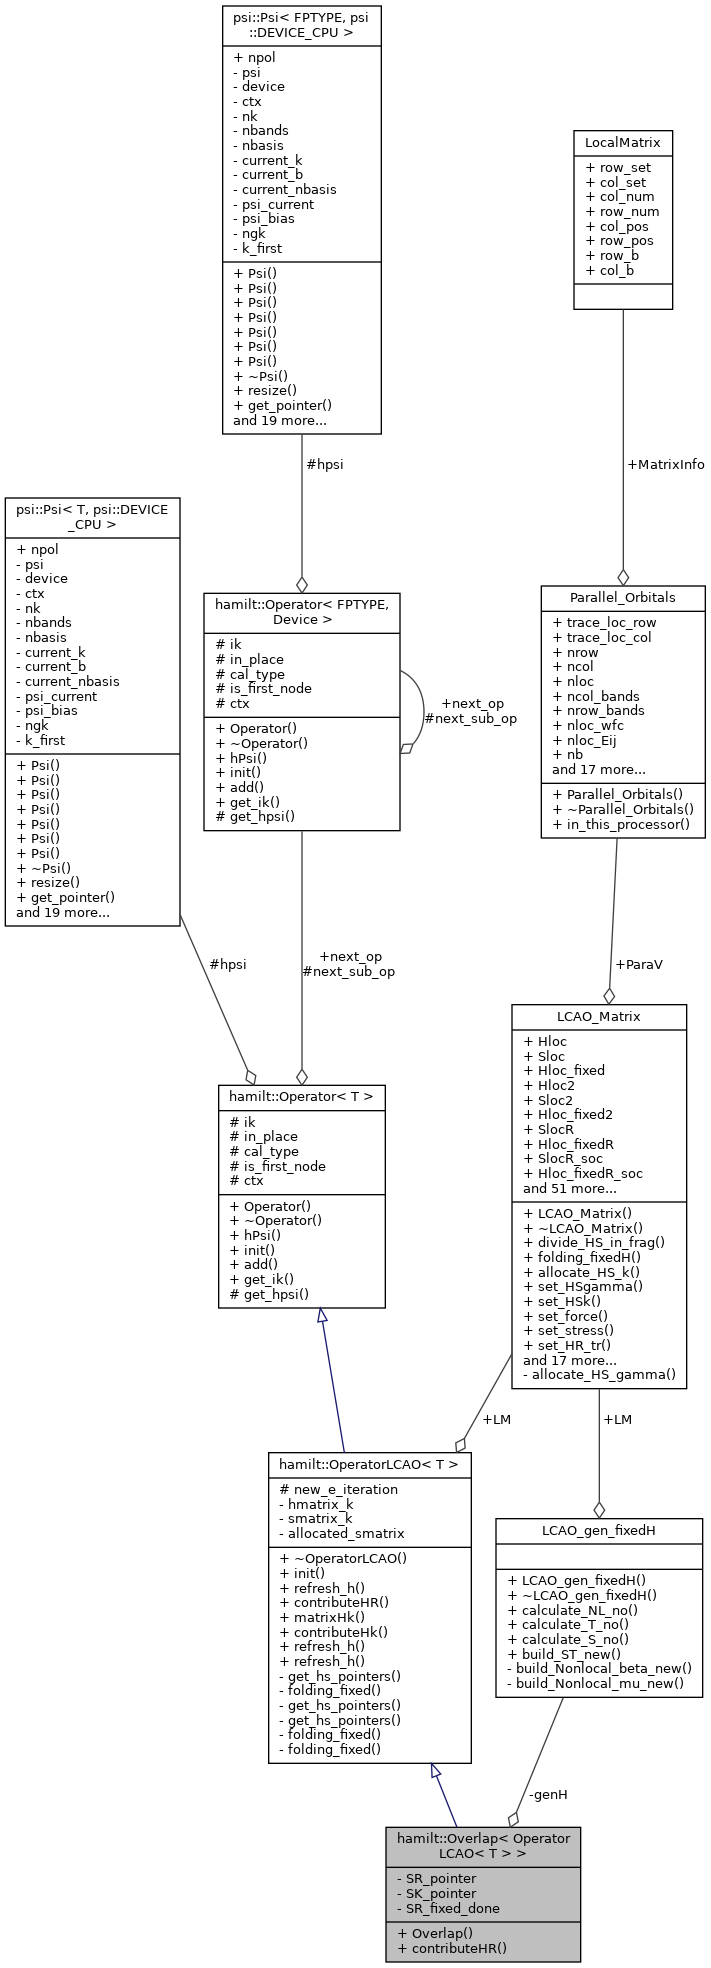 psi::Psi< FPTYPE, psi
::DEVICE_CPU >
+ npol
- psi
- device
- ctx
- nk
- nbands
- nbasis
- current_k
- current_b
- current_nbasis
- psi_current
- psi_bias
- ngk
- k_first
+ Psi()
+ Psi()
+ Psi()
+ Psi()
+ Psi()
+ Psi()
+ Psi()
+ ~Psi()
+ resize()
+ get_pointer()
and 19 more...
LocalMatrix
+ row_set
+ col_set
+ col_num
+ row_num
+ col_pos
+ row_pos
+ row_b
+ col_b
#hpsi
+MatrixInfo
psi::Psi< T, psi::DEVICE
_CPU >
+ npol
- psi
- device
- ctx
- nk
- nbands
- nbasis
- current_k
- current_b
- current_nbasis
- psi_current
- psi_bias
- ngk
- k_first
+ Psi()
+ Psi()
+ Psi()
+ Psi()
+ Psi()
+ Psi()
+ Psi()
+ ~Psi()
+ resize()
+ get_pointer()
and 19 more...
hamilt::Operator< FPTYPE,
Device >
# ik
# in_place
# cal_type
# is_first_node
# ctx
+ Operator()
+ ~Operator()
+ hPsi()
+ init()
+ add()
+ get_ik()
# get_hpsi()
+next_op
#next_sub_op
Parallel_Orbitals
+ trace_loc_row
+ trace_loc_col
+ nrow
+ ncol
+ nloc
+ ncol_bands
+ nrow_bands
+ nloc_wfc
+ nloc_Eij
+ nb
and 17 more...
+ Parallel_Orbitals()
+ ~Parallel_Orbitals()
+ in_this_processor()
#hpsi
+next_op
#next_sub_op
+ParaV
hamilt::Operator< T >
# ik
# in_place
# cal_type
# is_first_node
# ctx
+ Operator()
+ ~Operator()
+ hPsi()
+ init()
+ add()
+ get_ik()
# get_hpsi()
LCAO_Matrix
+ Hloc
+ Sloc
+ Hloc_fixed
+ Hloc2
+ Sloc2
+ Hloc_fixed2
+ SlocR
+ Hloc_fixedR
+ SlocR_soc
+ Hloc_fixedR_soc
and 51 more...
+ LCAO_Matrix()
+ ~LCAO_Matrix()
+ divide_HS_in_frag()
+ folding_fixedH()
+ allocate_HS_k()
+ set_HSgamma()
+ set_HSk()
+ set_force()
+ set_stress()
+ set_HR_tr()
and 17 more...
- allocate_HS_gamma()
+LM
+LM
hamilt::OperatorLCAO< T >
# new_e_iteration
- hmatrix_k
- smatrix_k
- allocated_smatrix
+ ~OperatorLCAO()
+ init()
+ refresh_h()
+ contributeHR()
+ matrixHk()
+ contributeHk()
+ refresh_h()
+ refresh_h()
- get_hs_pointers()
- folding_fixed()
- get_hs_pointers()
- get_hs_pointers()
- folding_fixed()
- folding_fixed()
LCAO_gen_fixedH
+ LCAO_gen_fixedH()
+ ~LCAO_gen_fixedH()
+ calculate_NL_no()
+ calculate_T_no()
+ calculate_S_no()
+ build_ST_new()
- build_Nonlocal_beta_new()
- build_Nonlocal_mu_new()
-genH
hamilt::Overlap< Operator
LCAO< T > >
- SR_pointer
- SK_pointer
- SR_fixed_done
+ Overlap()
+ contributeHR()